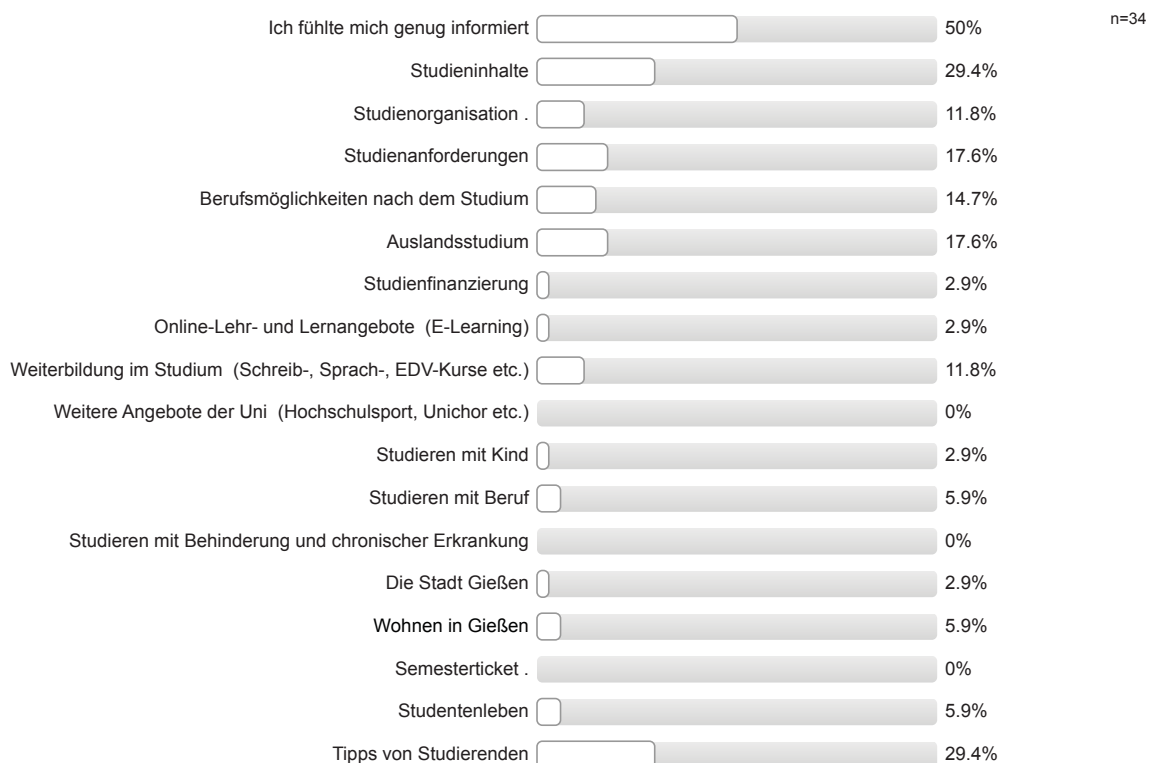 Ich fühlte mich genug informiert 50% n=34
Studieninhalte 29.4%
Studienorganisation . 11.8%
Studienanforderungen 17.6%
Berufsmöglichkeiten nach dem Studium 14.7%
Auslandsstudium 17.6%
Studienfinanzierung 2.9%
Online-Lehr- und Lernangebote (E-Learning) 2.9%
Weiterbildung im Studium (Schreib-, Sprach-, EDV-Kurse etc.) 11.8%
Weitere Angebote der Uni (Hochschulsport, Unichor etc.) 0%
Studieren mit Kind 2.9%
Studieren mit Beruf 5.9%
Studieren mit Behinderung und chronischer Erkrankung 0%
Die Stadt Gießen 2.9%
Wohnen in Gießen 5.9%
Semesterticket . 0%
Studentenleben 5.9%
Tipps von Studierenden 29.4%